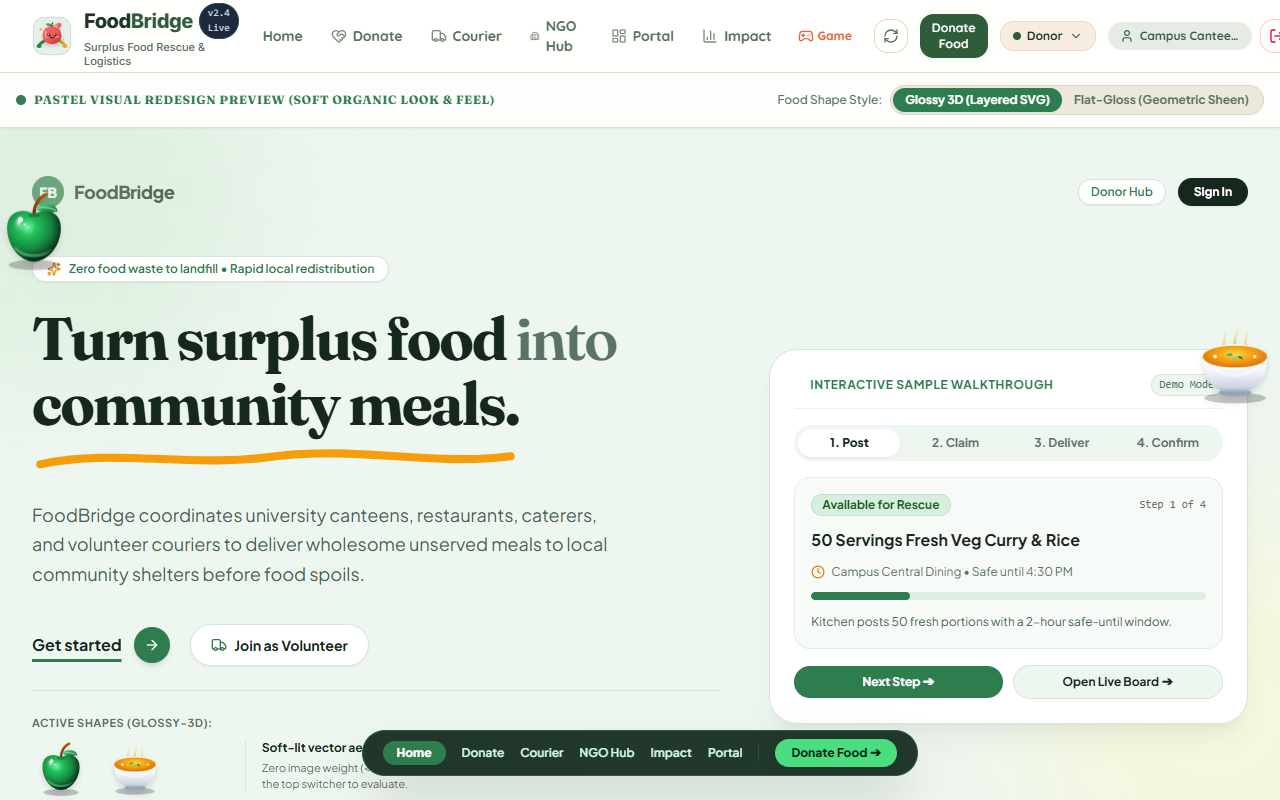 FoodBridge
v2.4
Live
Surplus Food Rescue &
Logistics
Home
Donate
Courier
NGO
Hub
Portal
Impact
Game
Donate
Food
Donor
Campus Cantee…
PASTEL VISUAL REDESIGN PREVIEW (SOFT ORGANIC LOOK & FEEL)
Food Shape Style:
Glossy 3D (Layered SVG)
Flat-Gloss (Geometric Sheen)
FB
FoodBridge
Donor Hub
Sign In
Zero food waste to landfill • Rapid local redistribution
Turn surplus food into
community meals.
FoodBridge coordinates university canteens, restaurants, caterers,
and volunteer couriers to deliver wholesome unserved meals to local
community shelters before food spoils.
Get started
Join as Volunteer
INTERACTIVE SAMPLE WALKTHROUGH
Demo Mode
1. Post
2. Claim
3. Deliver
4. Confirm
Available for Rescue
Step 1 of 4
50 Servings Fresh Veg Curry & Rice
Campus Central Dining • Safe until 4:30 PM
Kitchen posts 50 fresh portions with a 2-hour safe-until window.
Next Step ➔
Open Live Board ➔
ACTIVE SHAPES (GLOSSY-3D):
Soft-lit vector ae
Zero image weight (
the top switcher to evaluate.
Home
Donate
Courier
NGO Hub
Impact
Portal
Donate Food ➔